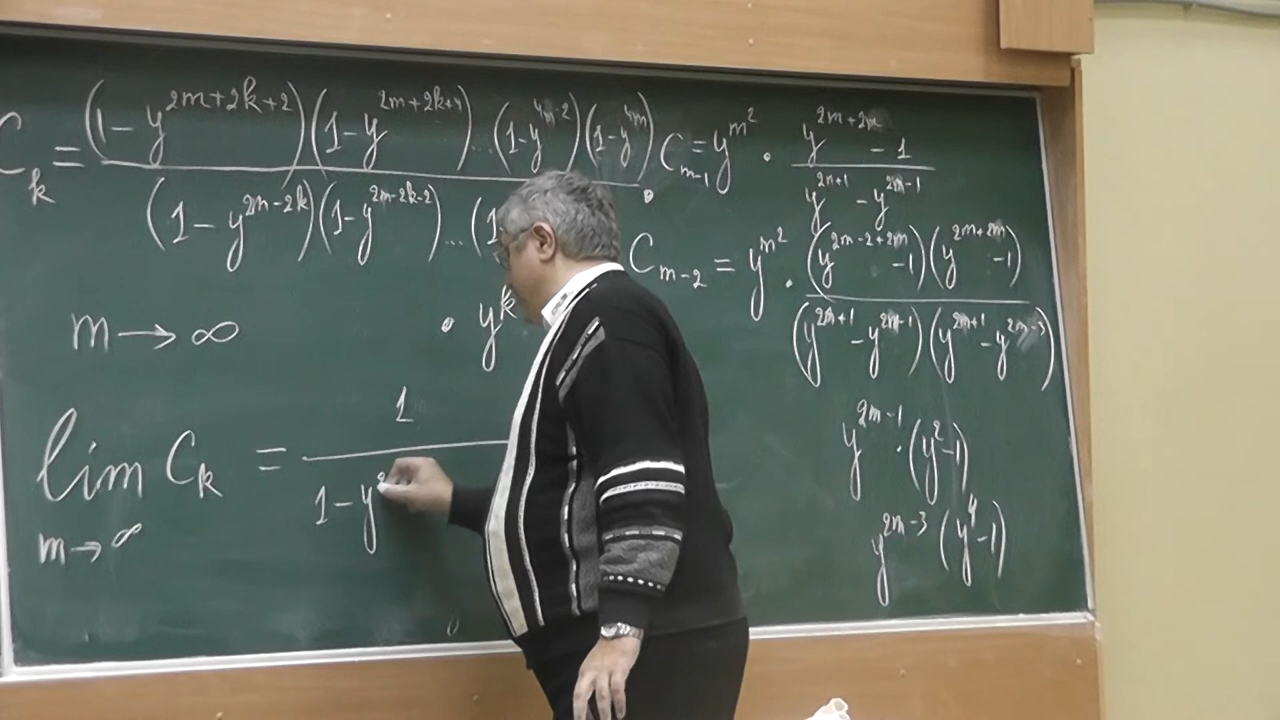 C_k = (1-y^{2m+2k+2})(1-y^{2m+2k+4})...(1-y^{4m-2})(1-y^{4m}) .
(1-y^{2m-2k})(1-y^{2m-2k-2})...(1
. y^k
m → ∞
lim C_k = 1
m→∞
1-y^2
C_{m-1} = y^{m^2} . y^{2m+2m} -1
y^{2m+1} - y^{2m-1}
C_{m-2} = y^{m^2} . (y^{2m-2+2m} -1)(y^{2m+2m} -1)
(y^{2m+1} - y^{2m-1})(y^{2m+1} - y^{2m-3})
y^{2m-1} . (y^2-1)
y^{2m-3} (y^4-1)